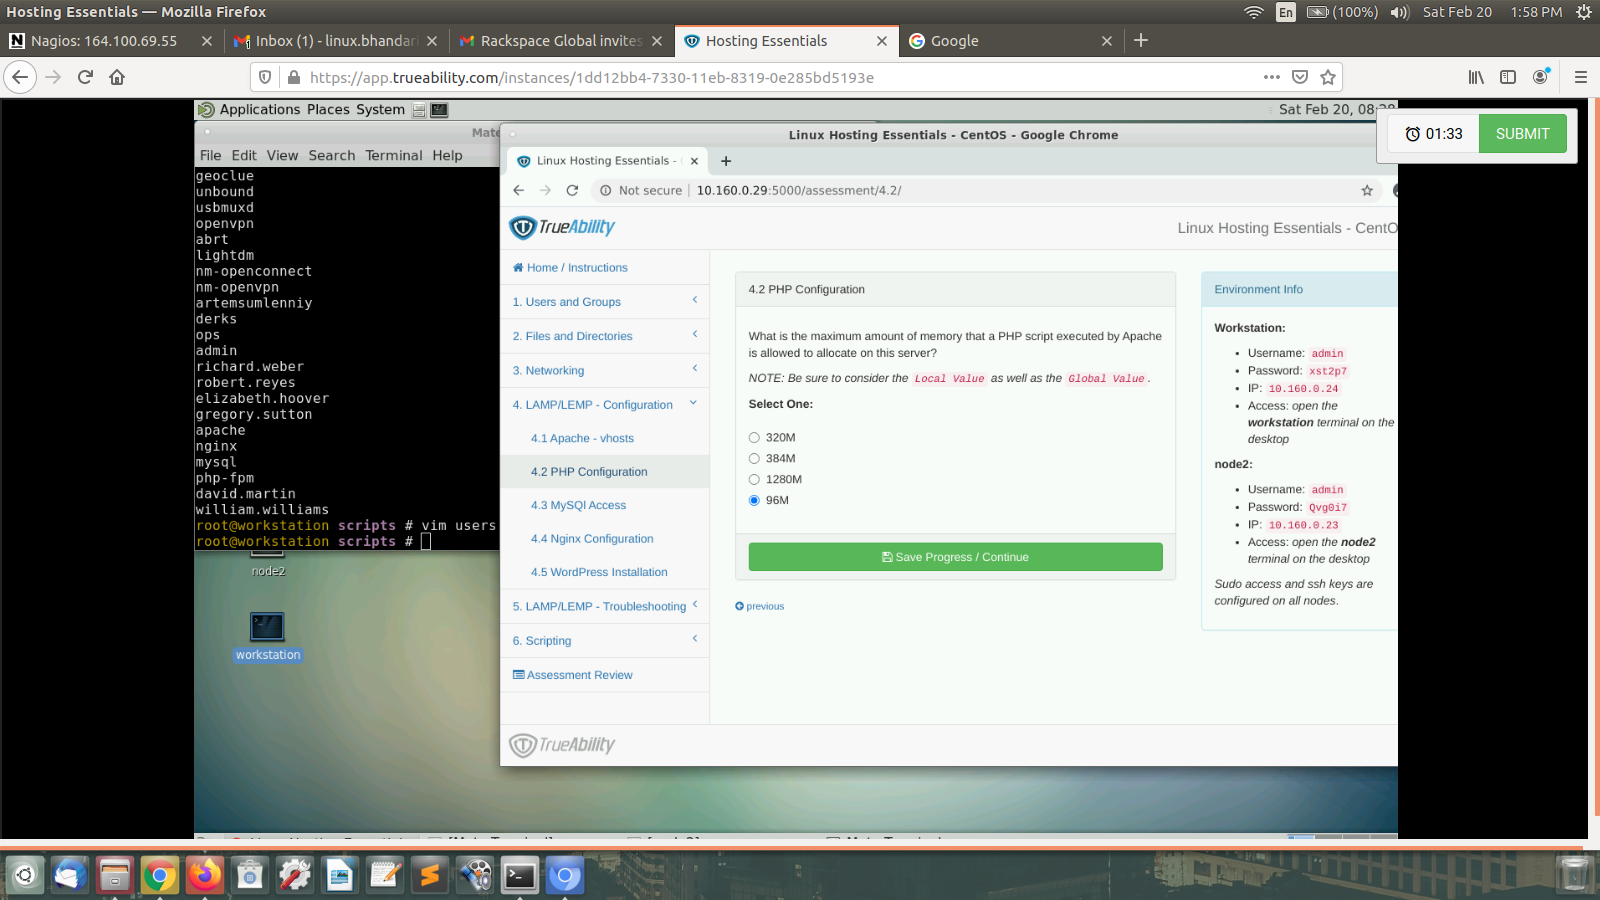 Hosting Essentials — Mozilla Firefox
En
(100%)
Sat Feb 20
1:58 PM
Nagios: 164.100.69.55
Inbox (1) - linux.bhandari
Rackspace Global invites
Hosting Essentials
Google
https://app.trueability.com/instances/1dd12bb4-7330-11eb-8319-0e285bd5193e
Applications Places System
Sat Feb 20, 08:28
01:33
SUBMIT
Mate
File Edit View Search Terminal Help
geoclue
unbound
usbmuxd
openvpn
abrt
lightdm
nm-openconnect
nm-openvpn
artemsumlenniy
derks
ops
admin
richard.weber
robert.reyes
elizabeth.hoover
gregory.sutton
apache
nginx
mysql
php-fpm
david.martin
william.williams
root@workstation scripts # vim users
root@workstation scripts #
node2
workstation
Linux Hosting Essentials - CentOS - Google Chrome
Linux Hosting Essentials -
Not secure
10.160.0.29:5000/assessment/4.2/
TrueAbility
Linux Hosting Essentials - CentO
Home / Instructions
1. Users and Groups
2. Files and Directories
3. Networking
4. LAMP/LEMP - Configuration
4.1 Apache - vhosts
4.2 PHP Configuration
4.3 MySQl Access
4.4 Nginx Configuration
4.5 WordPress Installation
5. LAMP/LEMP - Troubleshooting
6. Scripting
Assessment Review
4.2 PHP Configuration
What is the maximum amount of memory that a PHP script executed by Apache
is allowed to allocate on this server?
NOTE: Be sure to consider the Local Value as well as the Global Value .
Select One:
320M
384M
1280M
96M
Save Progress / Continue
previous
Environment Info
Workstation:
Username: admin
Password: xst2p7
IP: 10.160.0.24
Access: open the
workstation terminal on the
desktop
node2:
Username: admin
Password: Qvg0i7
IP: 10.160.0.23
Access: open the node2
terminal on the desktop
Sudo access and ssh keys are
configured on all nodes.
TrueAbility